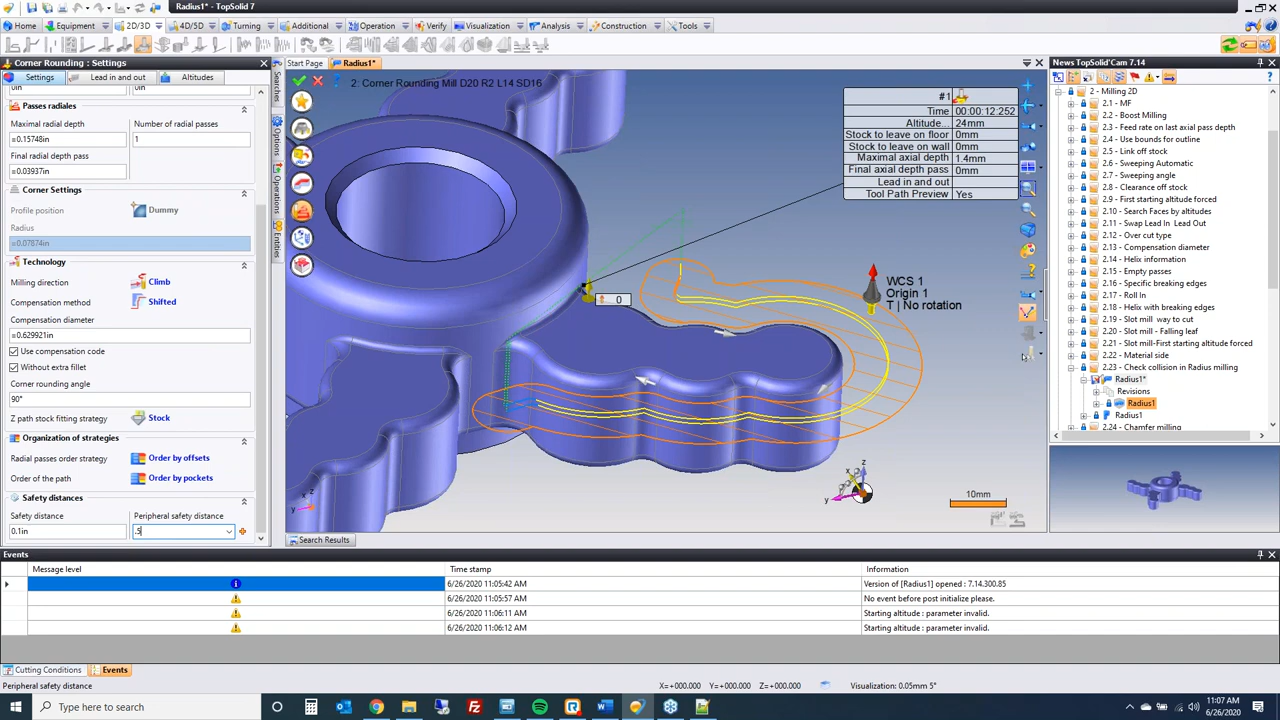 Radius1* - TopSolid 7
Home
Equipment
2D/3D
4D/5D
Turning
Additional
Operation
Verify
Visualization
Analysis
Construction
Tools
Corner Rounding : Settings
Settings
Lead in and out
Altitudes
0in
0in
Passes radiales
Maximal radial depth
Number of radial passes
=0.15748in
1
Final radial depth pass
=0.03937in
Corner Settings
Profile position
Dummy
Radius
=0.07874in
Technology
Milling direction
Climb
Compensation method
Shifted
Compensation diameter
=0.629921in
Use compensation code
Without extra fillet
Corner rounding angle
90°
Z path stock fitting strategy
Stock
Organization of strategies
Radial passes order strategy
Order by offsets
Order of the path
Order by pockets
Safety distances
Safety distance
Peripheral safety distance
0.1in
.5
Searches
Options
Operations
Entities
Start Page
Radius1*
2: Corner Rounding Mill D20 R2 L14 SD16
#1
Time 00:00:12.252
Altitude... 24mm
Stock to leave on floor 0mm
Stock to leave on wall 0mm
Maximal axial depth 1.4mm
Final axial depth pass 0mm
Lead in and out
Tool Path Preview Yes
0
WCS 1
Origin 1
T | No rotation
10mm
Search Results
News TopSolid'Cam 7.14
2 - Milling 2D
2.1 - MF
2.2 - Boost Milling
2.3 - Feed rate on last axial pass depth
2.4 - Use bounds for outline
2.5 - Link off stock
2.6 - Sweeping Automatic
2.7 - Sweeping angle
2.8 - Clearance off stock
2.9 - First starting altitude forced
2.10 - Search Faces by altitudes
2.11 - Swap Lead In Lead Out
2.12 - Over cut type
2.13 - Compensation diameter
2.14 - Helix information
2.15 - Empty passes
2.16 - Specific breaking edges
2.17 - Roll In
2.18 - Helix with breaking edges
2.19 - Slot mill way to cut
2.20 - Slot mill - Falling leaf
2.21 - Slot mill-First starting altitude forced
2.22 - Material side
2.23 - Check collision in Radius milling
Radius1*
Revisions
Radius1
Radius1
2.24 - Chamfer milling
Events
Message level
Time stamp
Information
6/26/2020 11:05:42 AM
Version of [Radius1] opened : 7.14.300.85
6/26/2020 11:05:57 AM
No event before post initialize please.
6/26/2020 11:06:11 AM
Starting altitude : parameter invalid.
6/26/2020 11:06:12 AM
Starting altitude : parameter invalid.
Cutting Conditions
Events
Peripheral safety distance
X=+000.000 Y=+000.000 Z=+000.000
Visualization: 0.05mm 5°
Type here to search
11:07 AM
6/26/2020